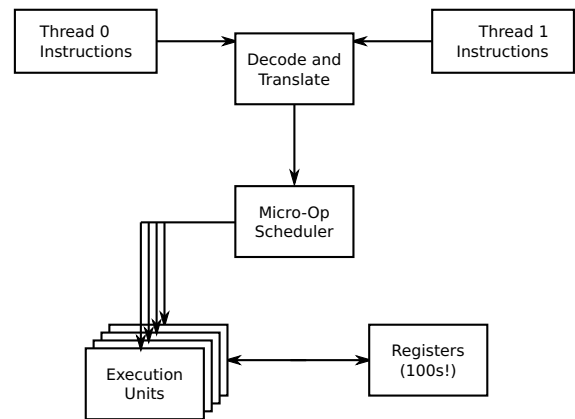 Thread 0
Instructions
Thread 1
Instructions
Decode and
Translate
Micro-Op
Scheduler
Execution
Units
Registers
(100s!)